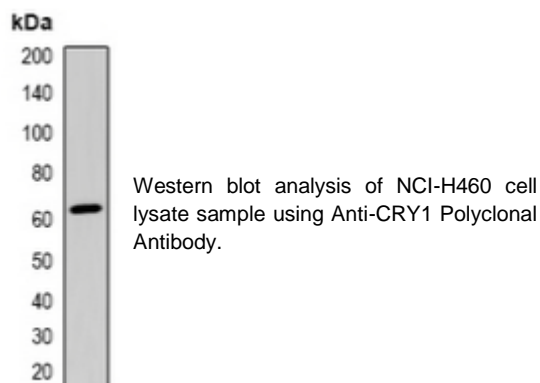 kDa
200
140
100
80
60
50
40
30
20
Western blot analysis of NCI-H460 cell
lysate sample using Anti-CRY1 Polyclonal
Antibody.